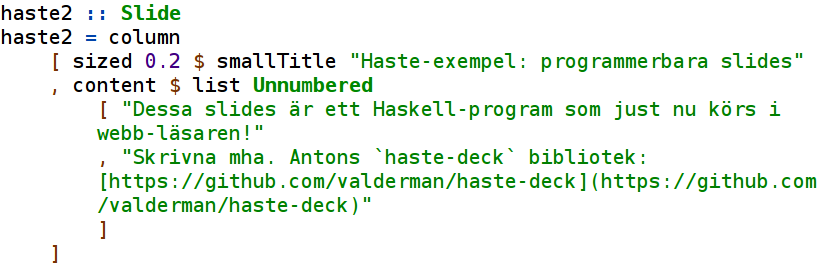 haste2 :: Slide
haste2 = column
    [ sized 0.2 $ smallTitle "Haste-exempel: programmerbara slides"
    , content $ list Unnumbered
        [ "Dessa slides är ett Haskell-program som just nu körs i
        webb-läsaren!"
        , "Skrivna mha. Antons `haste-deck` bibliotek:
        [https://github.com/valderman/haste-deck](https://github.com
        /valderman/haste-deck)"
        ]
    ]